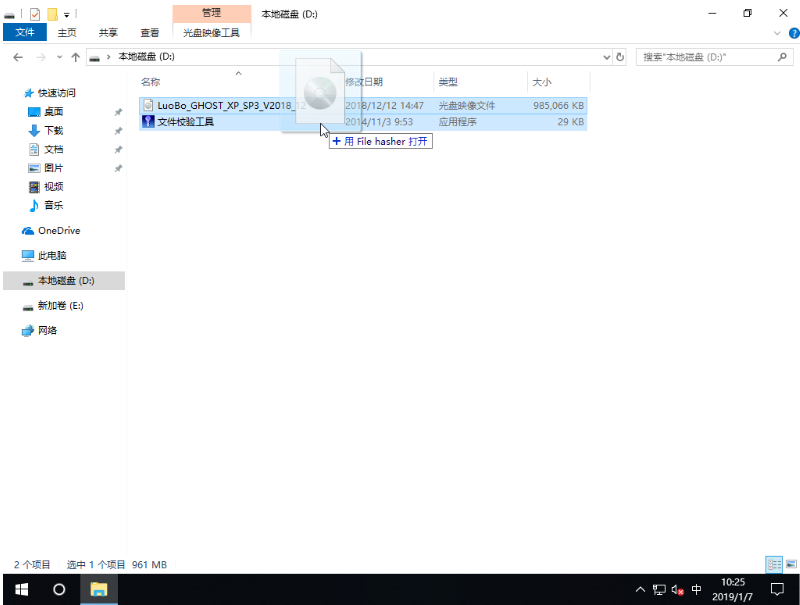 管理
本地磁盘 (D:)
文件 主页 共享 查看 光盘映像工具
本地磁盘 (D:)
搜索"本地磁盘 (D:)"
名称 修改日期 类型 大小
LuoBo_GHOST_XP_SP3_V2018_12 2018/12/12 14:47 光盘映像文件 985,066 KB
文件校验工具 2014/11/3 9:53 应用程序 29 KB
+ 用 File hasher 打开
快速访问
桌面
下载
文档
图片
视频
音乐
OneDrive
此电脑
本地磁盘 (D:)
新加卷 (E:)
网络
2 个项目 选中 1 个项目 961 MB
中
10:25
2019/1/7